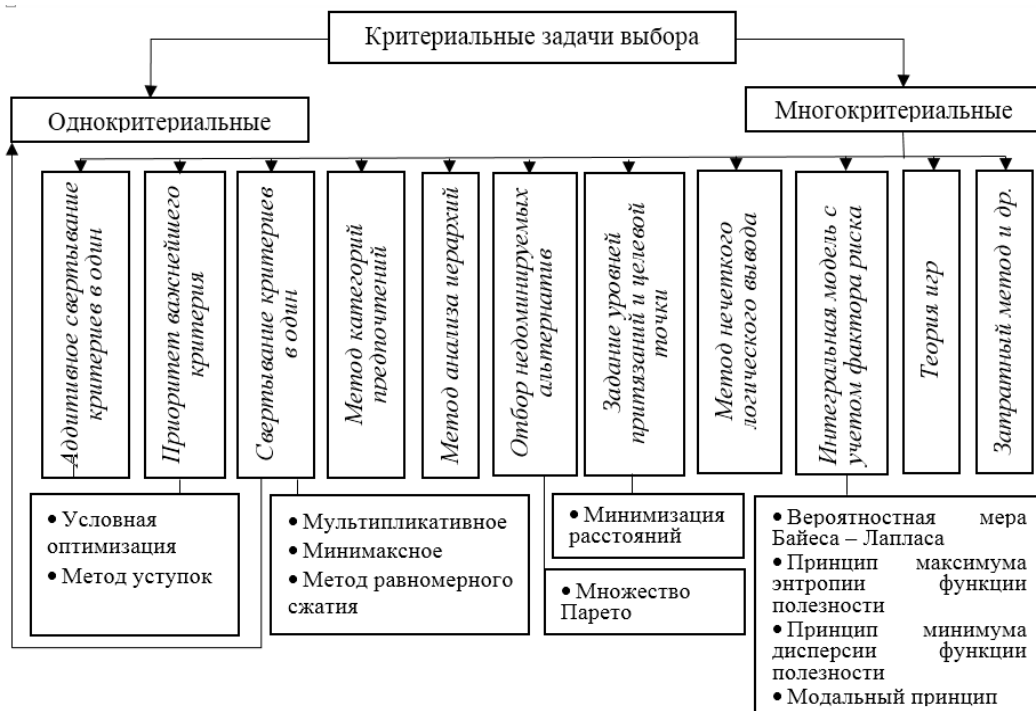 Критериальные задачи выбора
Однокритериальные
Многокритериальные
Аддитивное свертывание
критериев в один
Приоритет важнейшего
критерия
Свертывание критериев
в один
Метод категорий
предпочтений
Метод анализа иерархий
Отбор недоминируемых
альтернатив
Задание уровней
притязаний и целевой
точки
Метод нечеткого
логического вывода
Интегральная модель с
учетом фактора риска
Теория игр
Затратный метод и др.
• Условная
оптимизация
• Метод уступок
• Мультипликативное
• Минимаксное
• Метод равномерного
сжатия
• Минимизация
расстояний
• Множество
Парето
• Вероятностная мера
Байеса – Лапласа
• Принцип максимума
энтропии функции
полезности
• Принцип минимума
дисперсии функции
полезности
• Модальный принцип